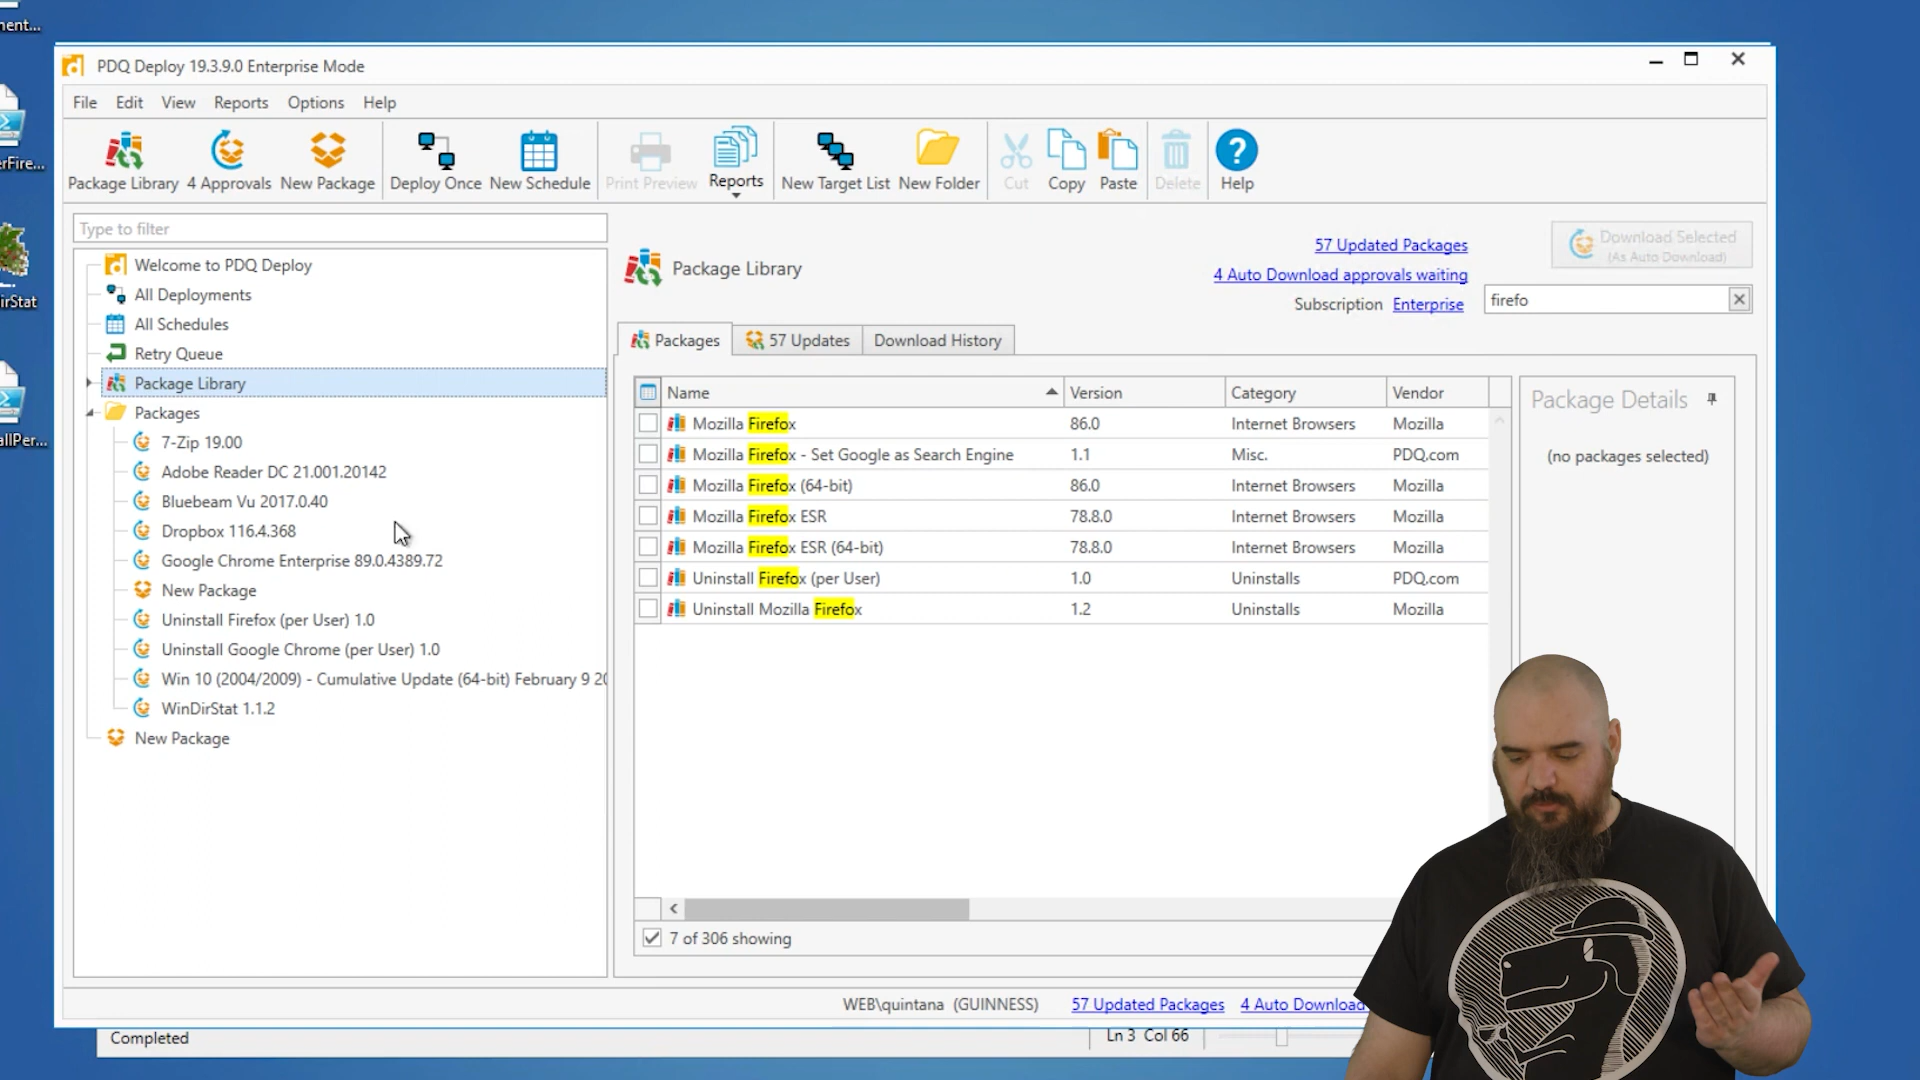 nent...
PDQ Deploy 19.3.9.0 Enterprise Mode
File Edit View Reports Options Help
erFire...
Package Library 4 Approvals New Package Deploy Once New Schedule Print Preview Reports New Target List New Folder Cut Copy Paste Delete Help
Type to filter
Welcome to PDQ Deploy
All Deployments
irStat
All Schedules
Retry Queue
Package Library
Packages
7-Zip 19.00
allPer...
Adobe Reader DC 21.001.20142
Bluebeam Vu 2017.0.40
Dropbox 116.4.368
Google Chrome Enterprise 89.0.4389.72
New Package
Uninstall Firefox (per User) 1.0
Uninstall Google Chrome (per User) 1.0
Win 10 (2004/2009) - Cumulative Update (64-bit) February 9 20
WinDirStat 1.1.2
New Package
Package Library
57 Updated Packages
4 Auto Download approvals waiting
Subscription Enterprise
Download Selected
(As Auto Download)
firefo
Packages 57 Updates Download History
Name Version Category Vendor
Mozilla Firefox 86.0 Internet Browsers Mozilla
Mozilla Firefox - Set Google as Search Engine 1.1 Misc. PDQ.com
Mozilla Firefox (64-bit) 86.0 Internet Browsers Mozilla
Mozilla Firefox ESR 78.8.0 Internet Browsers Mozilla
Mozilla Firefox ESR (64-bit) 78.8.0 Internet Browsers Mozilla
Uninstall Firefox (per User) 1.0 Uninstalls PDQ.com
Uninstall Mozilla Firefox 1.2 Uninstalls Mozilla
Package Details
(no packages selected)
7 of 306 showing
WEB\quintana (GUINNESS) 57 Updated Packages 4 Auto Download
Completed Ln 3 Col 66